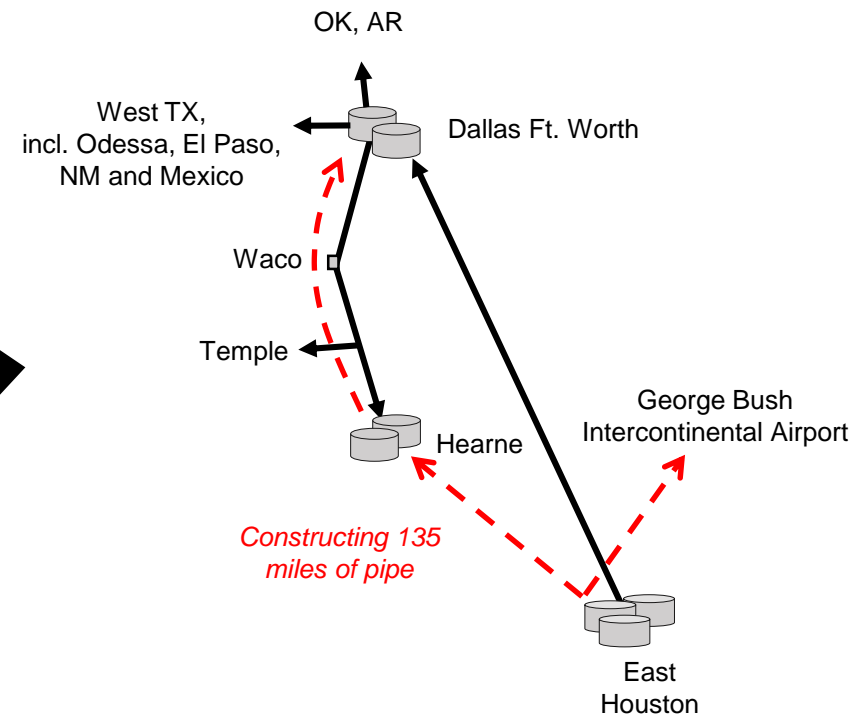 OK, AR
West TX,
incl. Odessa, El Paso,
NM and Mexico
Dallas Ft. Worth
Waco
Temple
George Bush
Intercontinental Airport
Hearne
Constructing 135
miles of pipe
East
Houston